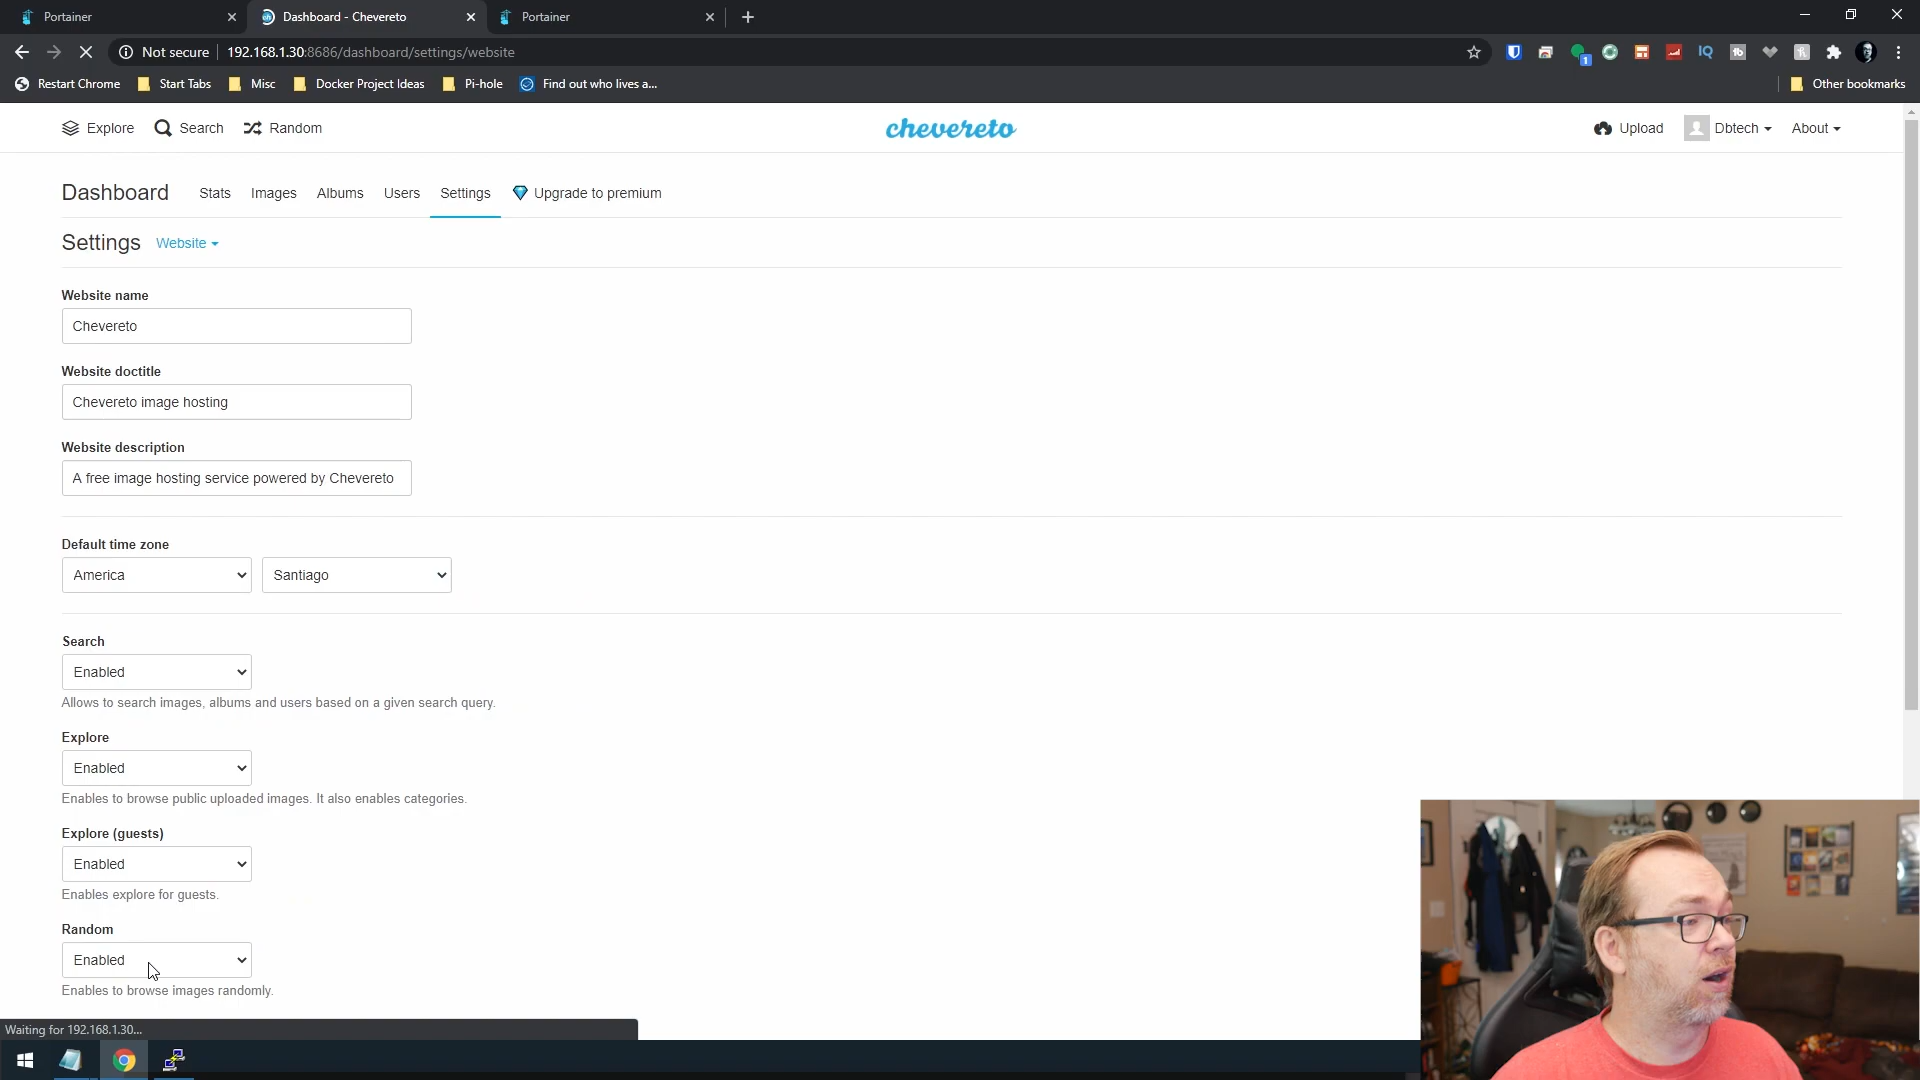 Portainer
Dashboard - Chevereto
Portainer
Not secure
192.168.1.30:8686/dashboard/settings/website
1
IQ
tb
Restart Chrome
Start Tabs
Misc
Docker Project Ideas
Pi-hole
Find out who lives a...
Other bookmarks
Explore
Search
Random
chevereto
Upload
Dbtech
About
Dashboard
Stats
Images
Albums
Users
Settings
Upgrade to premium
Settings
Website
Website name
Chevereto
Website doctitle
Chevereto image hosting
Website description
A free image hosting service powered by Chevereto
Default time zone
America
Santiago
Search
Enabled
Allows to search images, albums and users based on a given search query.
Explore
Enabled
Enables to browse public uploaded images. It also enables categories.
Explore (guests)
Enabled
Enables explore for guests.
Random
Enabled
Enables to browse images randomly.
Waiting for 192.168.1.30...